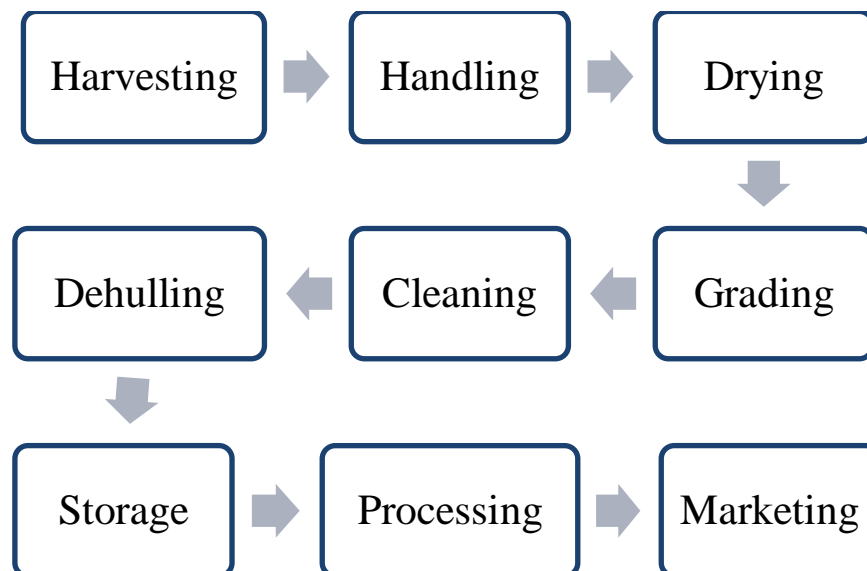 Harvesting
Handling
Drying
Grading
Cleaning
Dehulling
Storage
Processing
Marketing